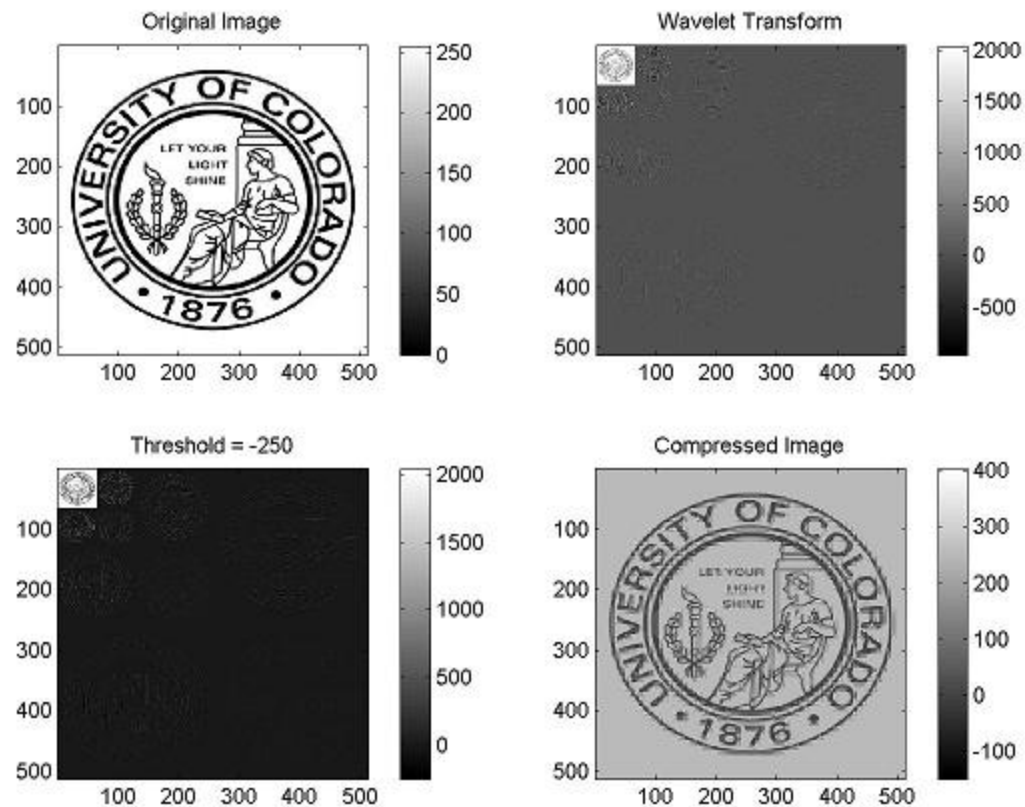 Original Image
Wavelet Transform
250
200
150
100
50
0
100
200
300
400
500
100 200 300 400 500
UNIVERSITY OF COLORADO
LET YOUR
LIGHT
SHINE
• 1876 •
2000
1500
1000
500
0
-500
100
200
300
400
500
100 200 300 400 500
Threshold = -250
Compressed Image
2000
1500
1000
500
0
100
200
300
400
500
100 200 300 400 500
400
300
200
100
0
-100
100
200
300
400
500
100 200 300 400 500
UNIVERSITY OF COLORADO
LET YOUR
LIGHT
SHINE
• 1876 •